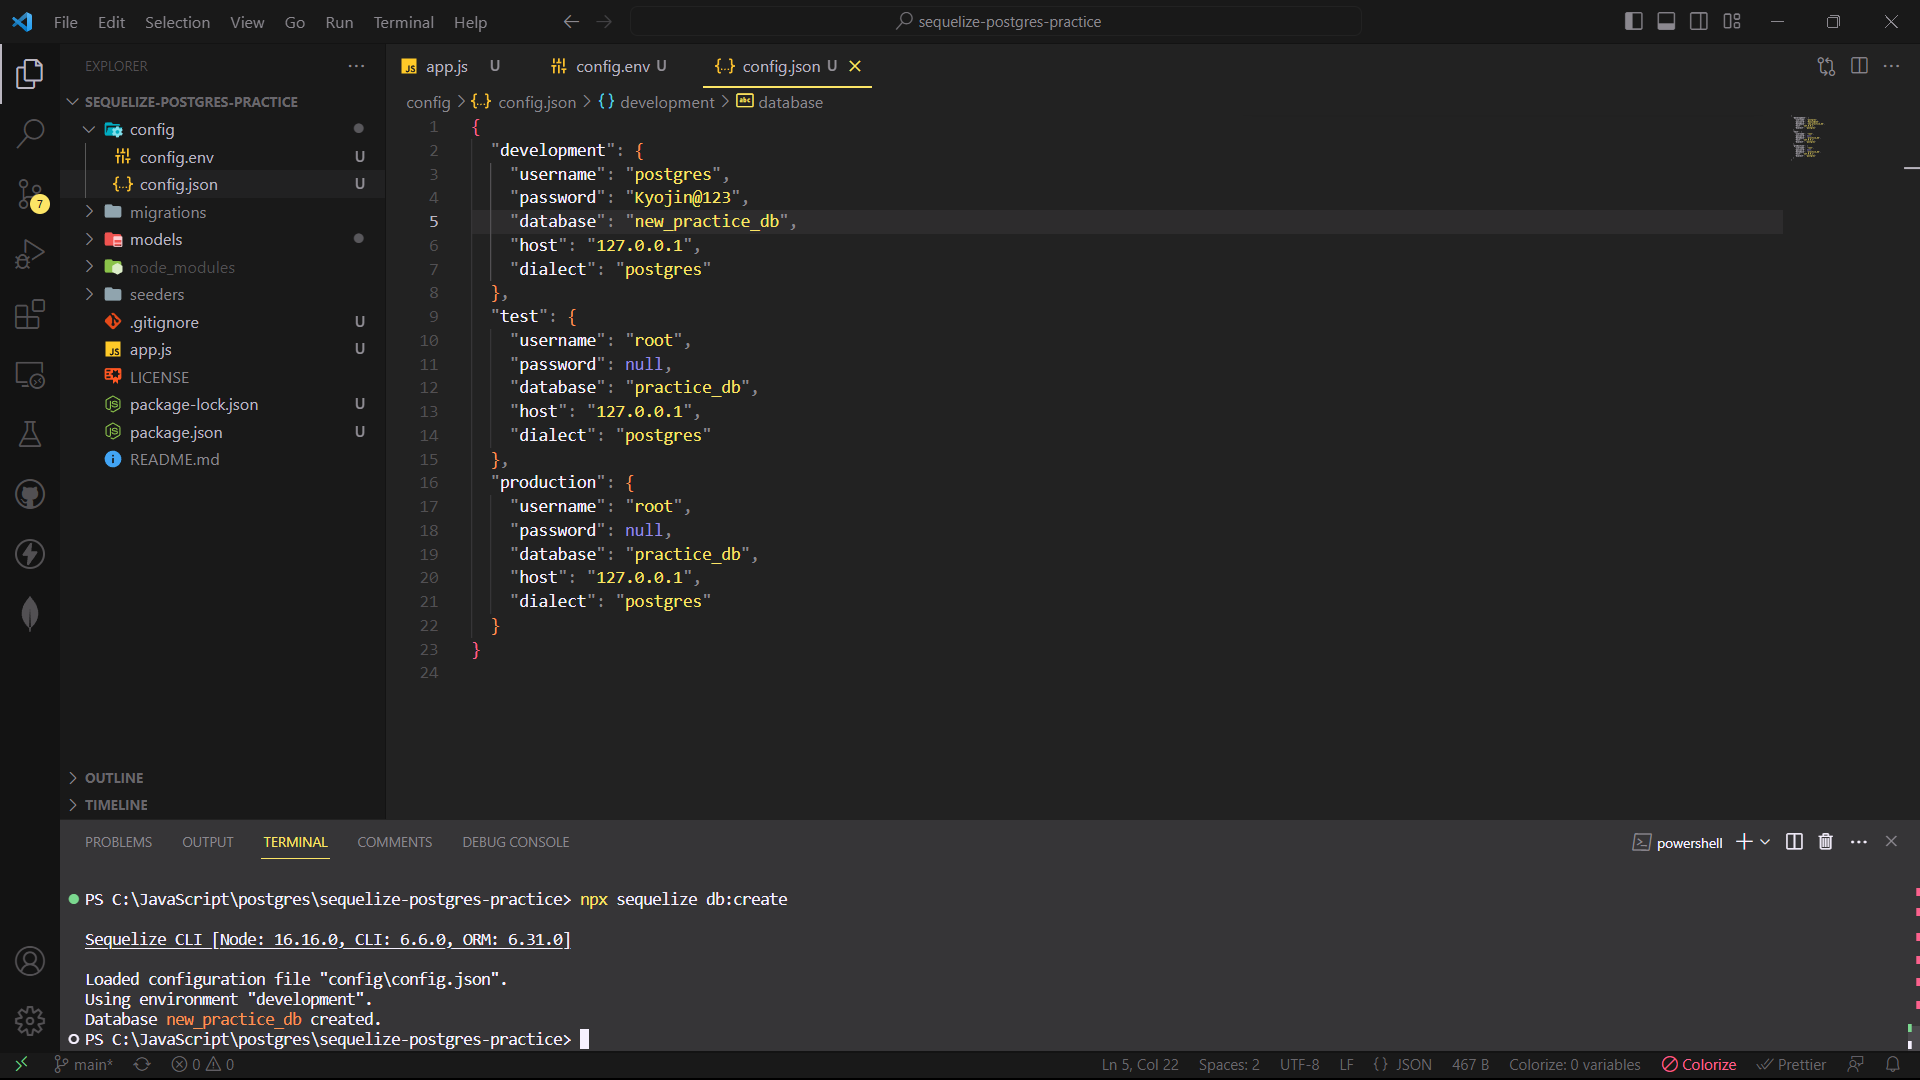 File Edit Selection View Go Run Terminal Help
sequelize-postgres-practice
EXPLORER
SEQUELIZE-POSTGRES-PRACTICE
config
config.env U
config.json U
migrations
models
node_modules
seeders
.gitignore U
app.js U
LICENSE
package-lock.json U
package.json U
README.md
OUTLINE
TIMELINE
7
app.js U config.env U config.json U
config > config.json > development > database
1 {
2 "development": {
3 "username": "postgres",
4 "password": "Kyojin@123",
5 "database": "new_practice_db",
6 "host": "127.0.0.1",
7 "dialect": "postgres"
8 },
9 "test": {
10 "username": "root",
11 "password": null,
12 "database": "practice_db",
13 "host": "127.0.0.1",
14 "dialect": "postgres"
15 },
16 "production": {
17 "username": "root",
18 "password": null,
19 "database": "practice_db",
20 "host": "127.0.0.1",
21 "dialect": "postgres"
22 }
23 }
24
PROBLEMS OUTPUT TERMINAL COMMENTS DEBUG CONSOLE
powershell
PS C:\JavaScript\postgres\sequelize-postgres-practice> npx sequelize db:create
Sequelize CLI [Node: 16.16.0, CLI: 6.6.0, ORM: 6.31.0]
Loaded configuration file "config\config.json".
Using environment "development".
Database new_practice_db created.
PS C:\JavaScript\postgres\sequelize-postgres-practice>
main* 0 0 Ln 5, Col 22 Spaces: 2 UTF-8 LF {} JSON 467 B Colorize: 0 variables Colorize Prettier